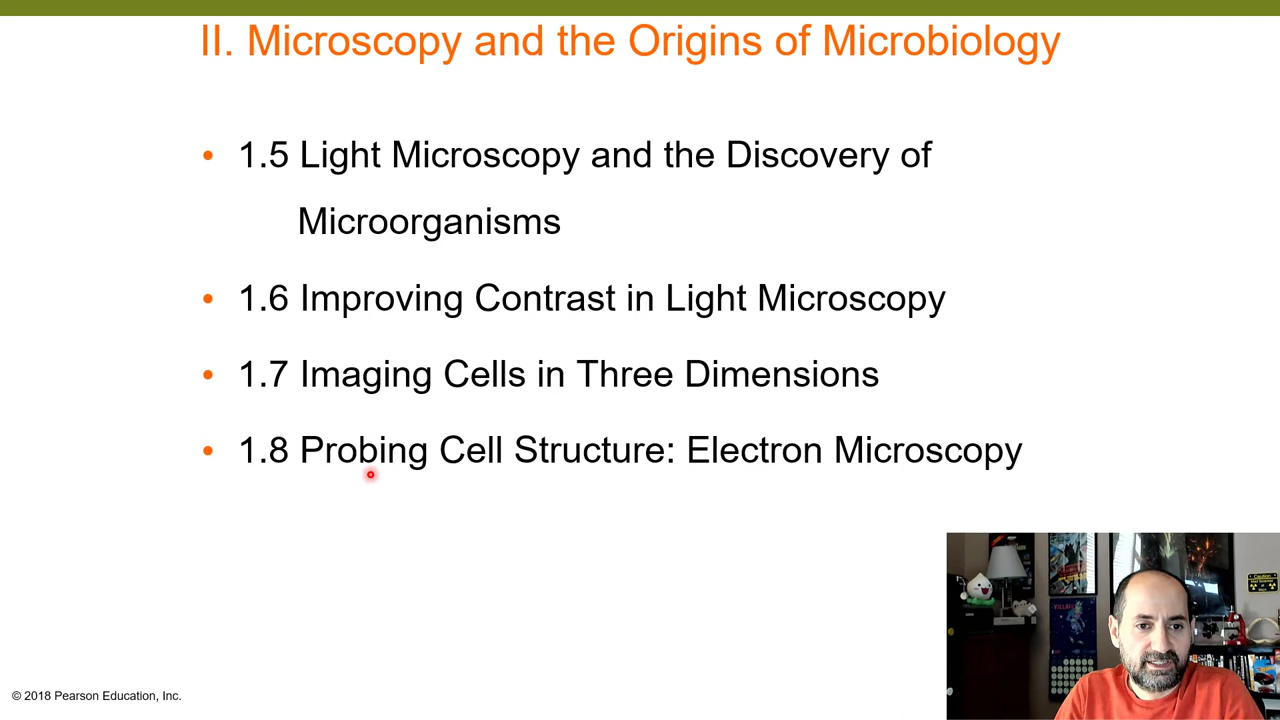 II. Microscopy and the Origins of Microbiology
• 1.5 Light Microscopy and the Discovery of
Microorganisms
• 1.6 Improving Contrast in Light Microscopy
• 1.7 Imaging Cells in Three Dimensions
• 1.8 Probing Cell Structure: Electron Microscopy
VILLAI
Caution
© 2018 Pearson Education, Inc.